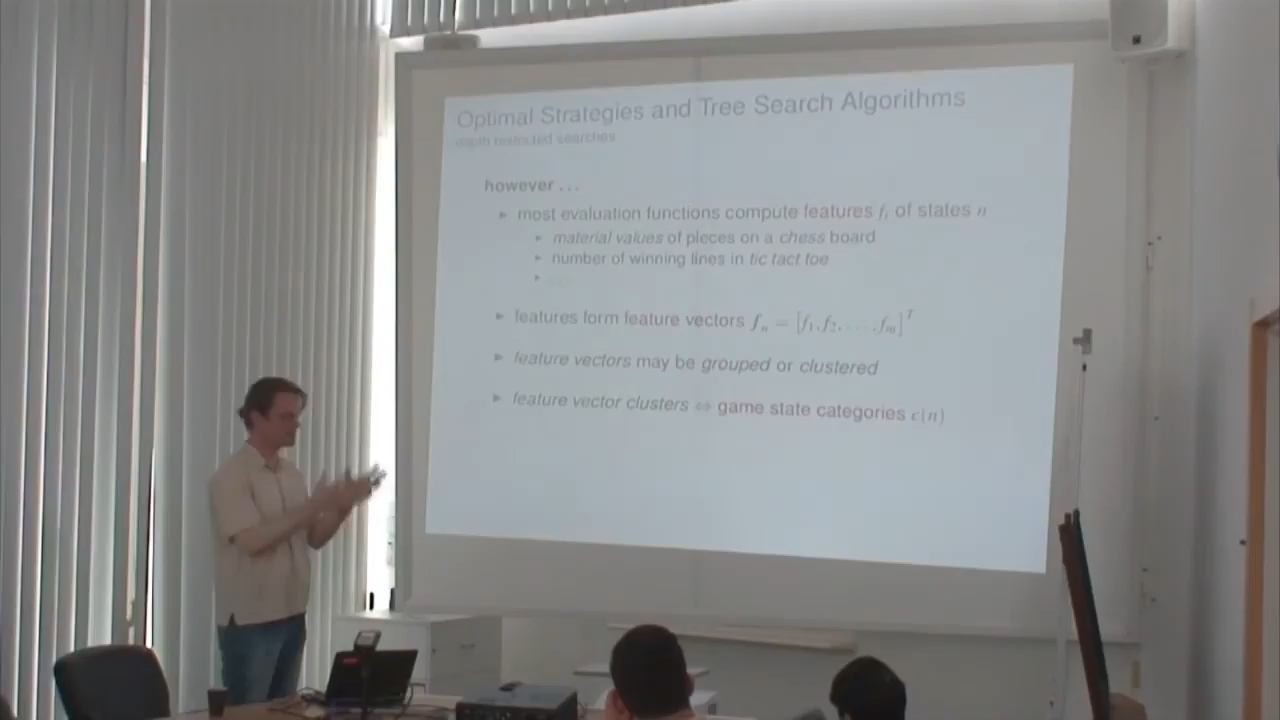 Optimal Strategies and Tree Search Algorithms
depth restricted searches
however . . .
most evaluation functions compute features fᵢ of states n
material values of pieces on a chess board
number of winning lines in tic tact toe
. . .
features form feature vectors fₙ = [f₁, f₂, . . . , fₘ]ᵀ
feature vectors may be grouped or clustered
feature vector clusters ⇔ game state categories c(n)